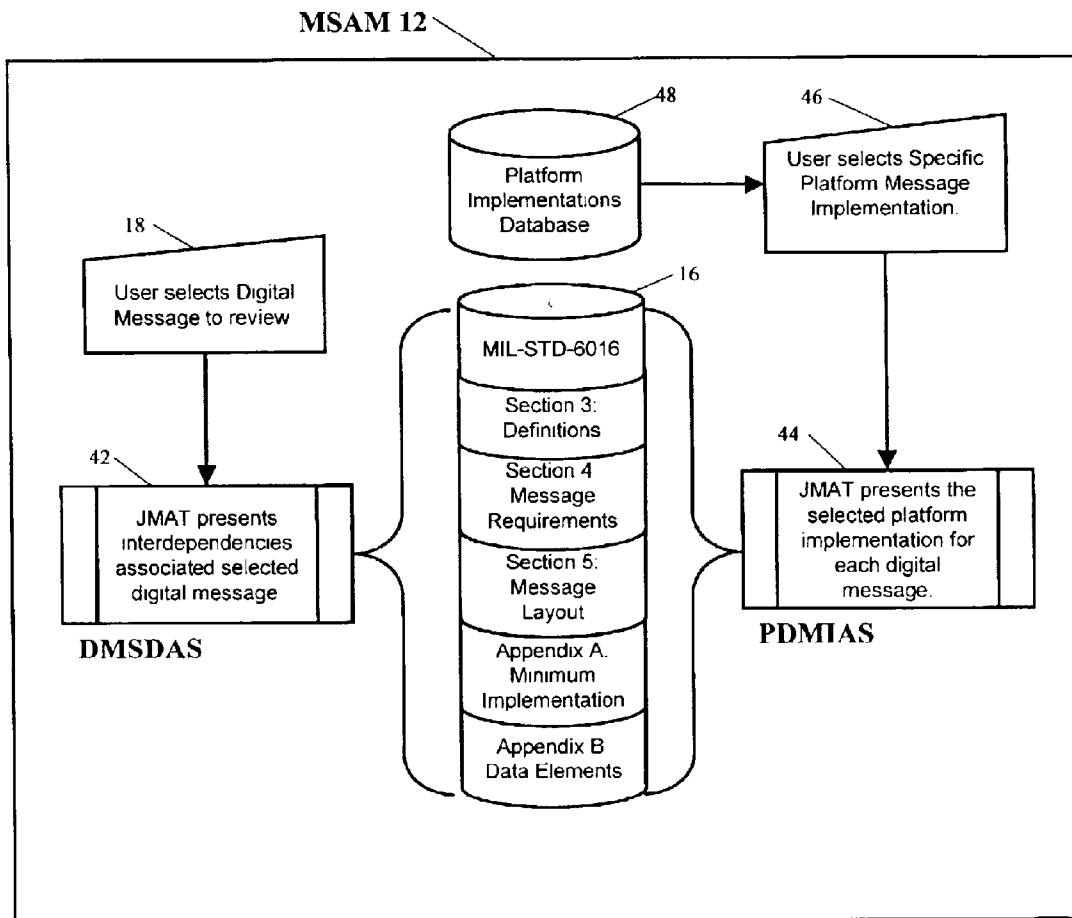 MSAM 12
48
46
Platform
Implementations
Database
User selects Specific
Platform Message
Implementation.
18
User selects Digital
Message to review
16
MIL-STD-6016
Section 3:
Definitions
Section 4
Message
Requirements
Section 5:
Message
Layout
Appendix A.
Minimum
Implementation
Appendix B
Data Elements
42
JMAT presents
interdependencies
associated selected
digital message
DMSDAS
44
JMAT presents the
selected platform
implementation for
each digital
message.
PDMIAS